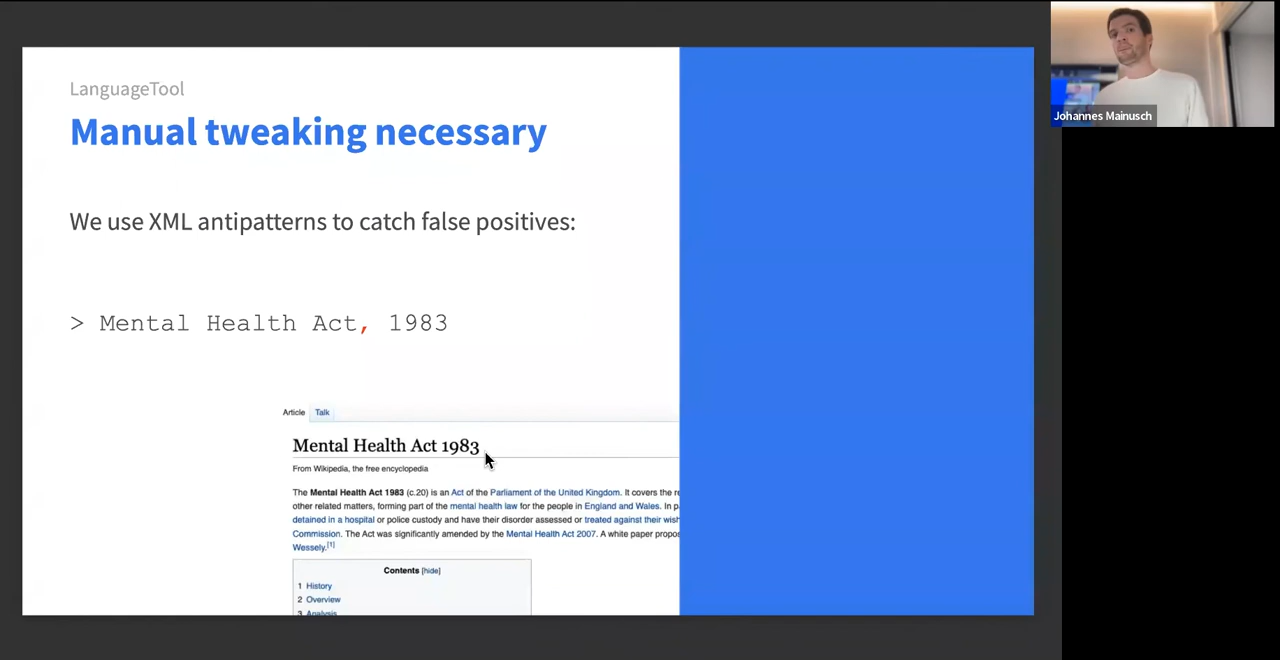 LanguageTool
Manual tweaking necessary
We use XML antipatterns to catch false positives:
> Mental Health Act, 1983
Article Talk
Mental Health Act 1983
From Wikipedia, the free encyclopedia
The Mental Health Act 1983 (c.20) is an Act of the Parliament of the United Kingdom. It covers the re
other related matters, forming part of the mental health law for the people in England and Wales. In p
detained in a hospital or police custody and have their disorder assessed or treated against their wish
Commission. The Act was significantly amended by the Mental Health Act 2007. A white paper propos
Wessely.[1]
Contents [hide]
1 History
2 Overview
3 Analysis
Johannes Mainusch